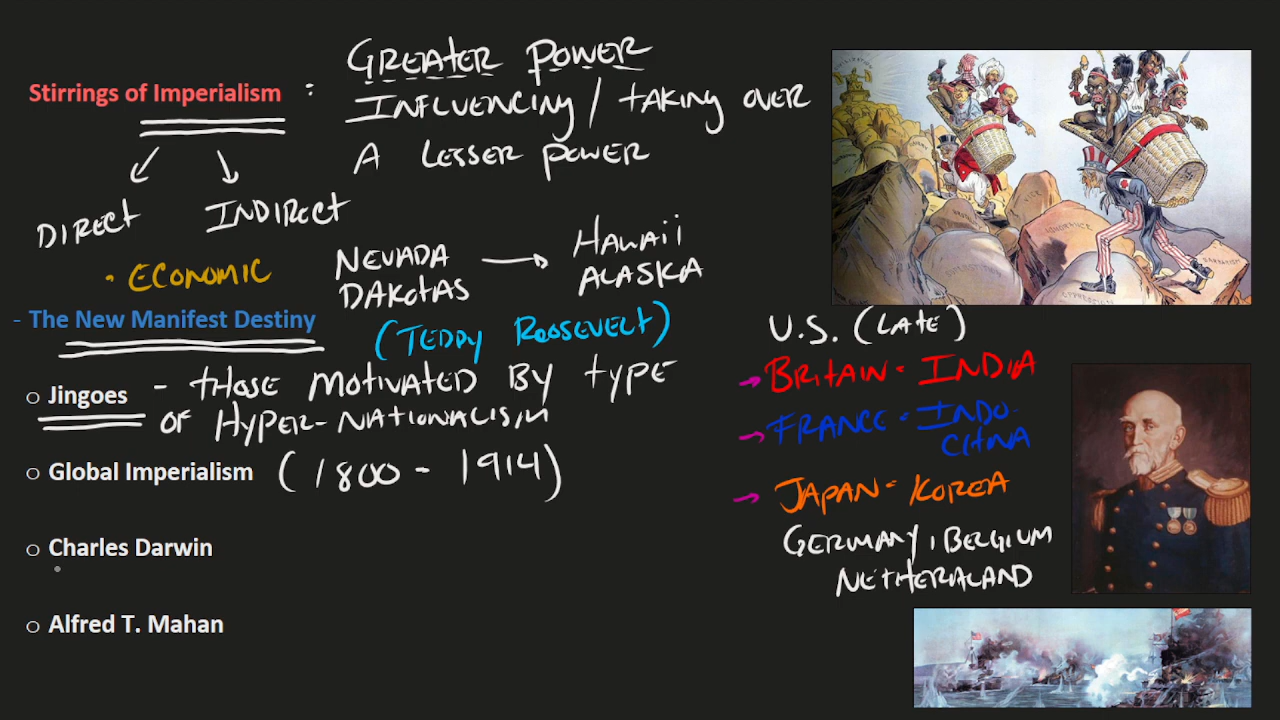 Stirrings of Imperialism :
GREATER POWER
INFLUENCING / TAKING OVER
A LESSER POWER
DIRECT INDIRECT
· ECONOMIC
NEVADA → HAWAII
DAKOTAS ALASKA
- The New Manifest Destiny
(TEDDY ROOSEVELT)
o Jingoes - THOSE MOTIVATED BY TYPE
OF HYPER-NATIONALISM
o Global Imperialism (1800 - 1914)
o Charles Darwin
o Alfred T. Mahan
U.S. (LATE)
→ BRITAIN = INDIA
→ FRANCE = INDO-
CHINA
→ JAPAN = KOREA
GERMANY, BELGIUM
NETHERALAND